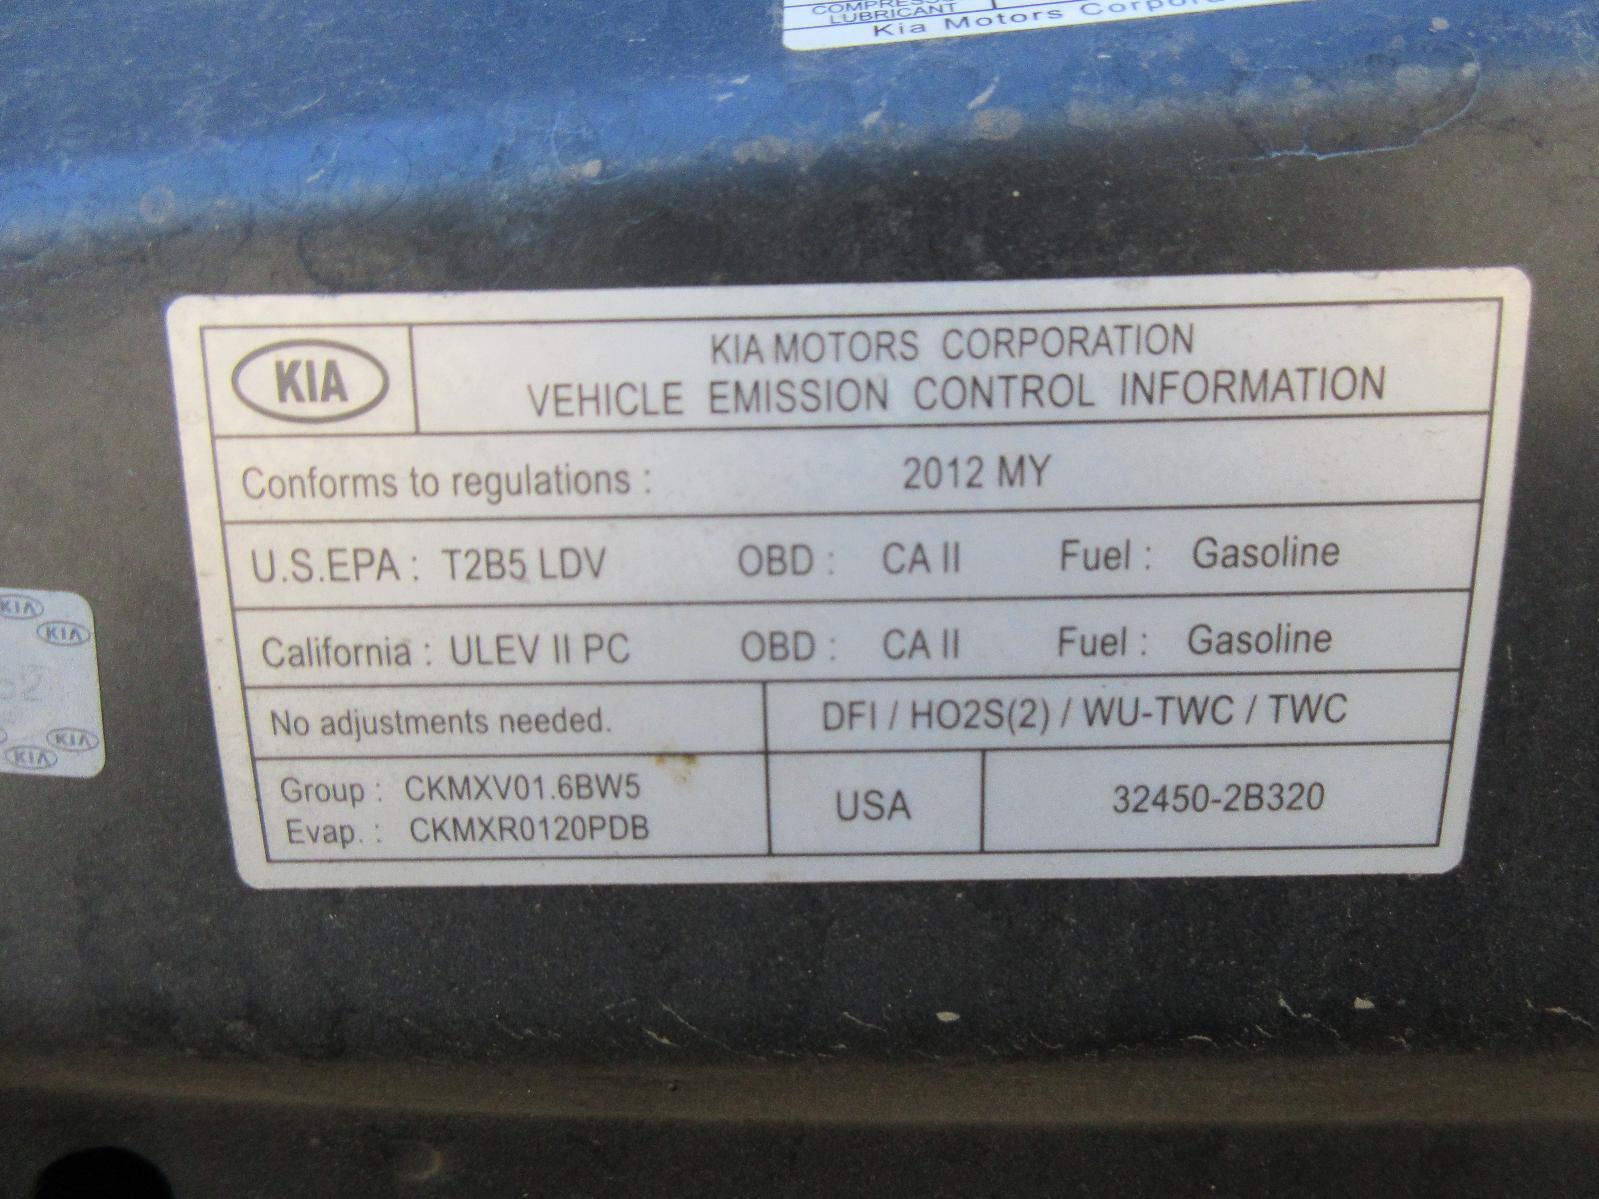 LUBRICANT
Kia Motors
KIA
KIA MOTORS CORPORATION
VEHICLE EMISSION CONTROL INFORMATION
Conforms to regulations : 2012 MY
U.S.EPA : T2B5 LDV OBD : CA II Fuel : Gasoline
California : ULEV II PC OBD : CA II Fuel : Gasoline
No adjustments needed. DFI / HO2S(2) / WU-TWC / TWC
Group : CKMXV01.6BW5
Evap. : CKMXR0120PDB
USA
32450-2B320
KIA
KIA
KIA
KIA